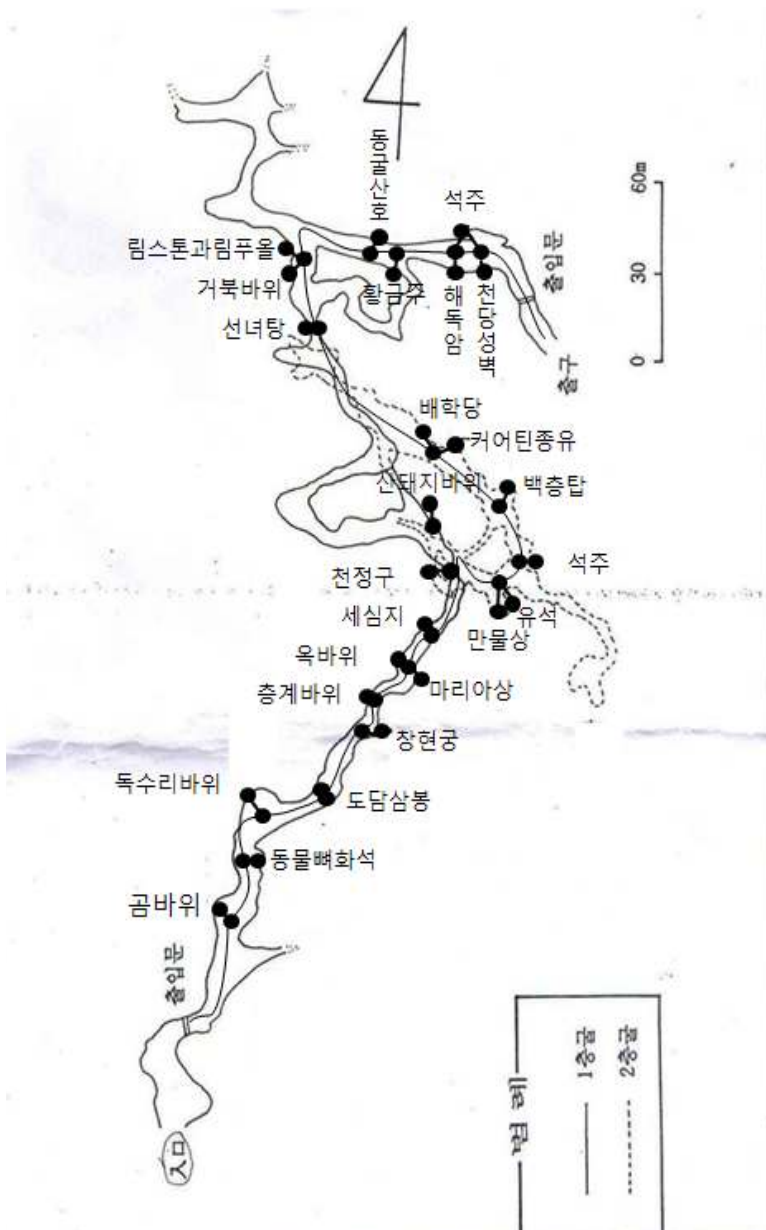 동굴산호
석주
60m
30
0
림스톤과림푸올
거북바위
황금주
해독암
천당성벽
출입문
출구
선녀탕
배학당
커어틴종유
산돼지바위
백층탑
천정구
석주
세심지
유석
만물상
옥바위
마리아상
층계바위
창현궁
독수리바위
도담삼봉
동물뼈화석
곰바위
출입문
入口
범례
1층굴
2층굴